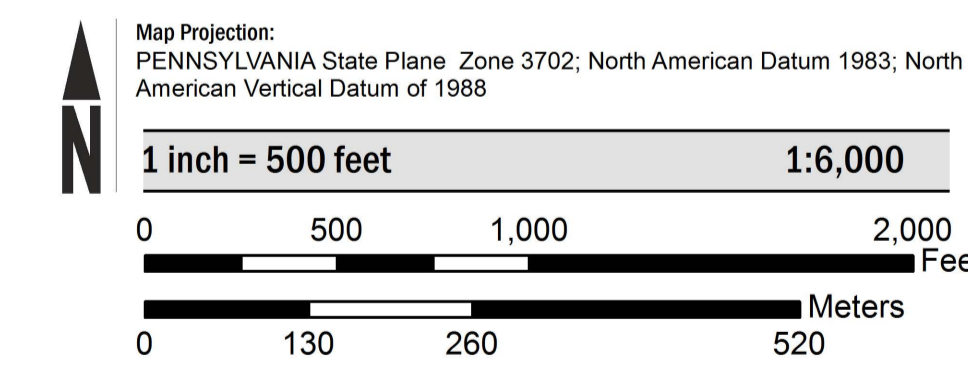 N
Map Projection:
PENNSYLVANIA State Plane Zone 3702; North American Datum 1983; North
American Vertical Datum of 1988
1 inch = 500 feet 1:6,000
0 500 1,000 2,000
Fee
Meters
0 130 260 520